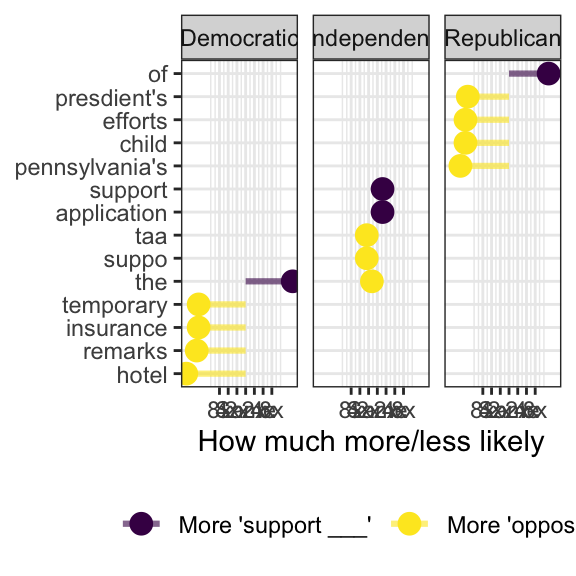 Democratic ndependen Republican
of
presdient's
efforts
child
pennsylvania's
support
application
taa
suppo
the
temporary
insurance
remarks
hotel
How much more/less likely
More 'support ___' More 'oppos